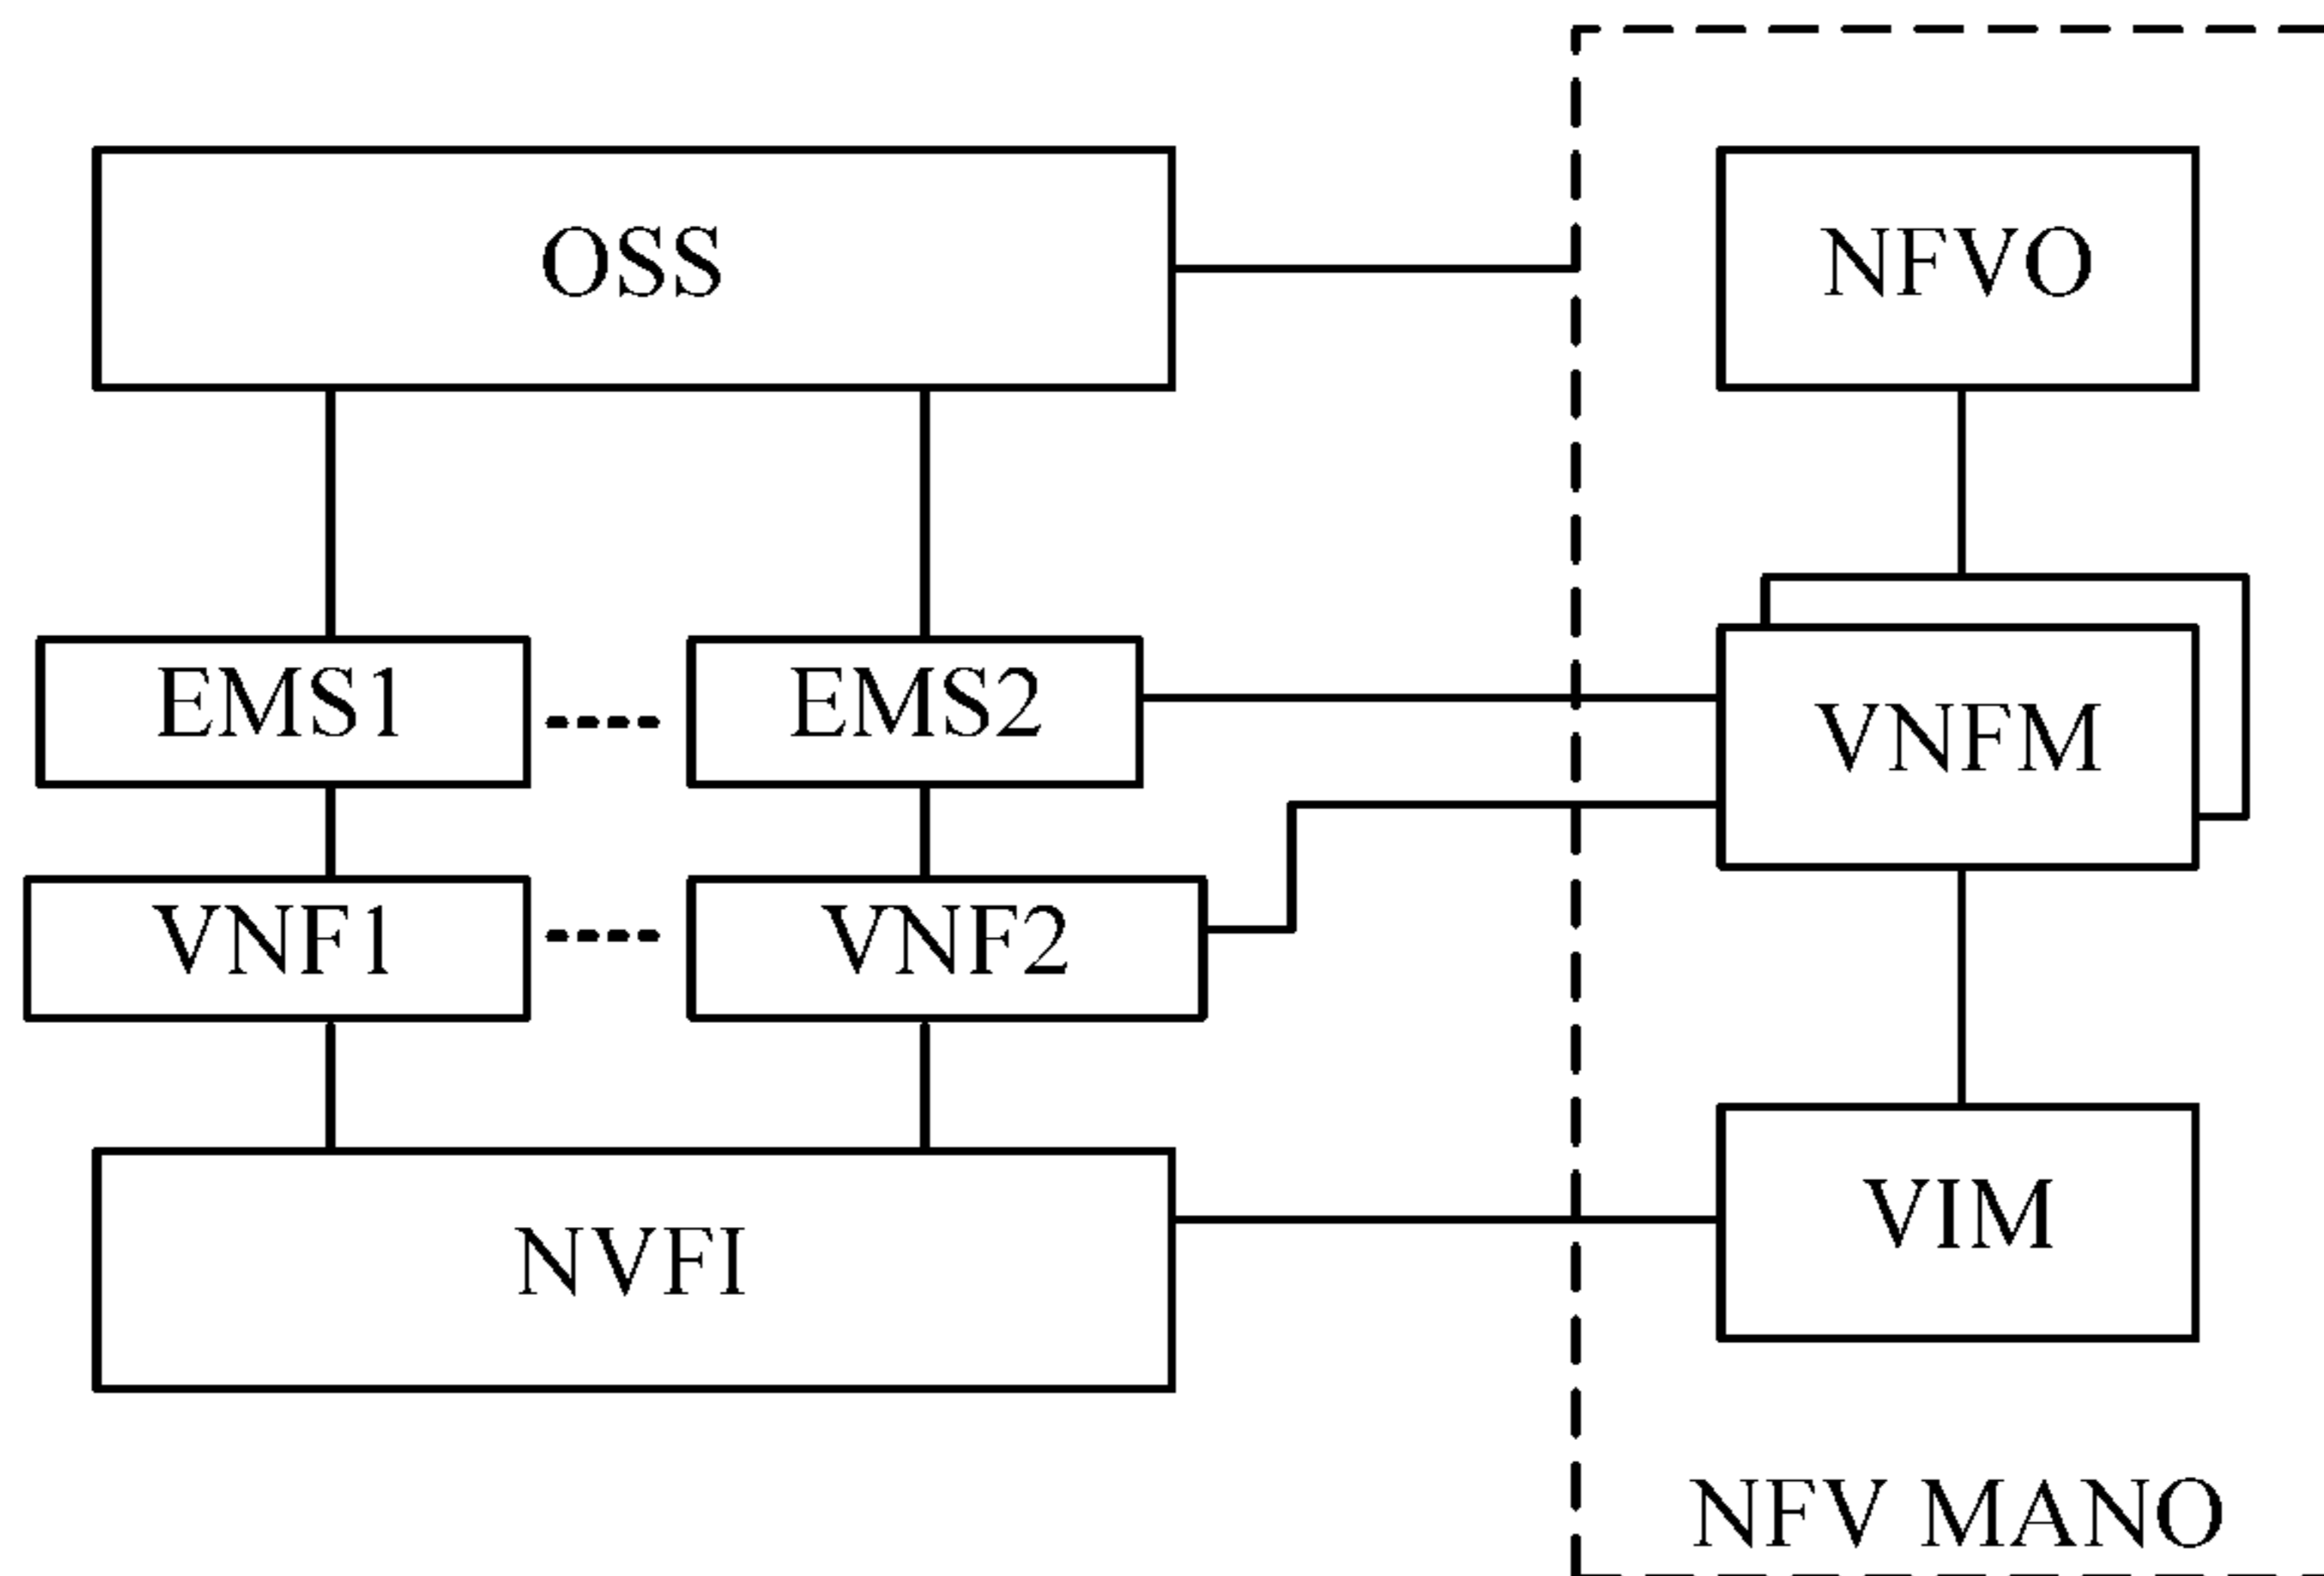 OSS
NFVO
EMS1
EMS2
VNFM
VNF1
VNF2
NVFI
VIM
NFV MANO